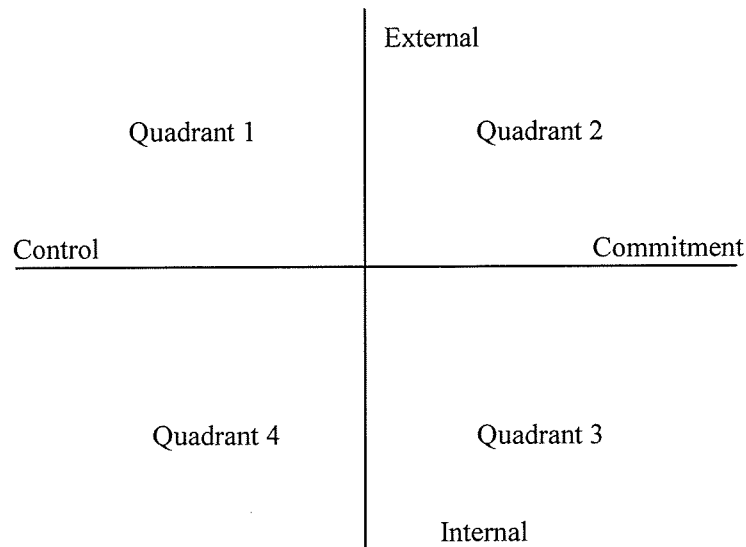 External
Quadrant 1 Quadrant 2
Control Commitment
Quadrant 4 Quadrant 3
Internal